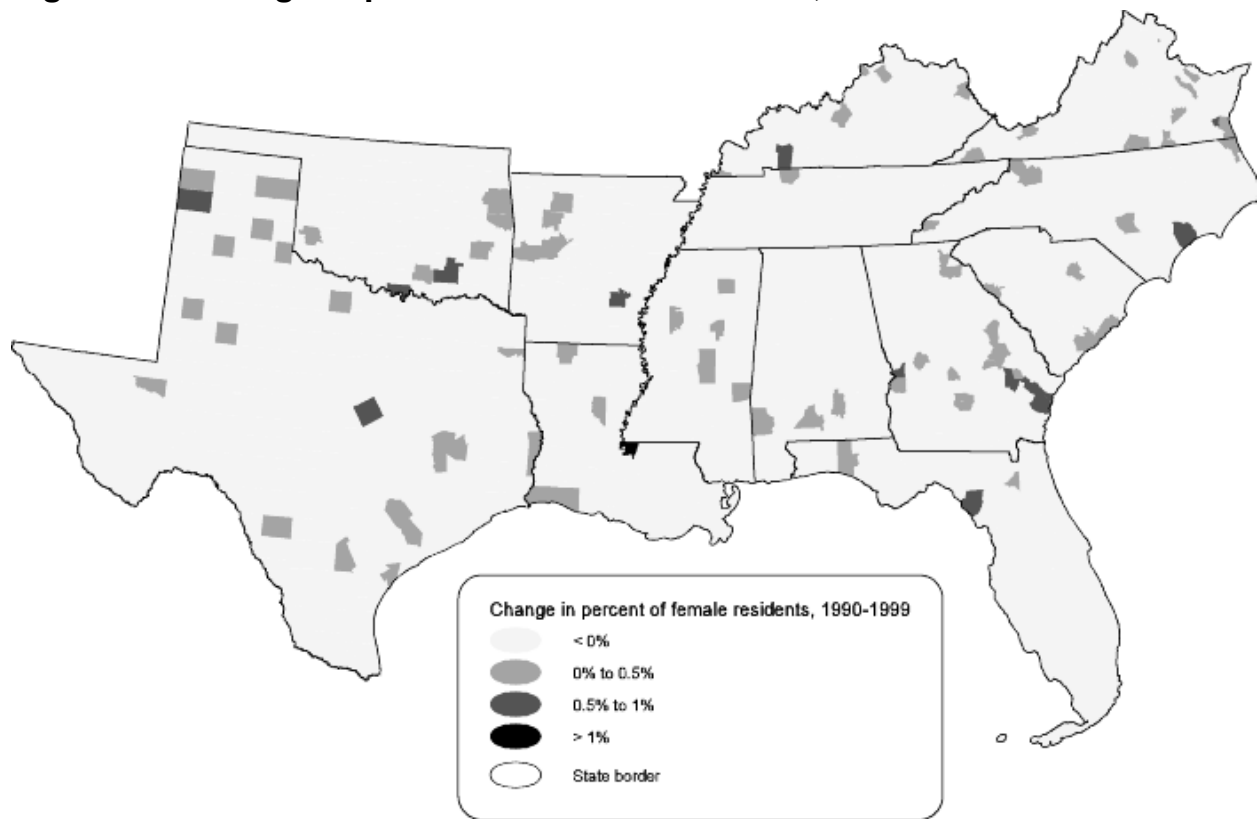 Change in percent of female residents, 1990-1999
< 0%
0% to 0.5%
0.5% to 1%
> 1%
State border